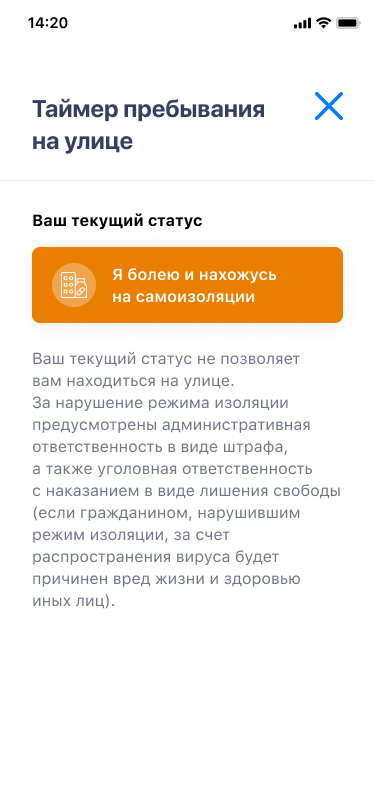 14:20
Таймер пребывания
на улице
Ваш текущий статус
Я болею и нахожусь
на самоизоляции
Ваш текущий статус не позволяет
вам находиться на улице.
За нарушение режима изоляции
предусмотрены административная
ответственность в виде штрафа,
а также уголовная ответственность
с наказанием в виде лишения свободы
(если гражданином, нарушившим
режим изоляции, за счет
распространения вируса будет
причинен вред жизни и здоровью
иных лиц).